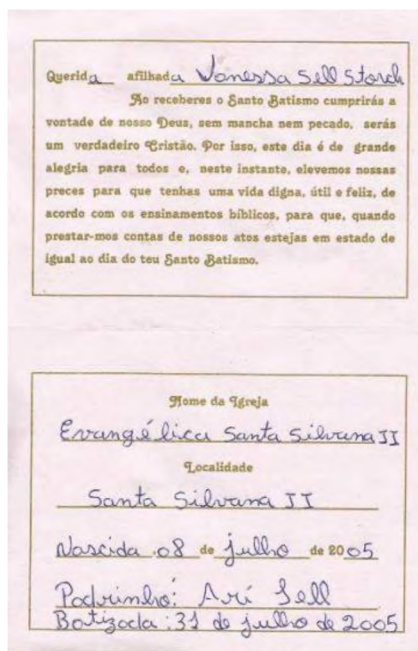 Querida afilhada Vanessa Sell Storch
Ao receberes o Santo Batismo cumprirás a
vontade de nosso Deus, sem mancha nem pecado, serás
um verdadeiro Cristão. Por isso, este dia é de grande
alegria para todos e, neste instante, elevemos nossas
preces para que tenhas uma vida digna, útil e feliz, de
acordo com os ensinamentos bíblicos, para que, quando
prestar-mos contas de nossos atos estejas em estado de
igual ao dia do teu Santo Batismo.
Nome da Igreja
Evangélica Santa Silvana II
Localidade
Santa Silvana II
Nascida 08 de julho de 2005
Padrinho: Ari Sell
Batizada: 31 de julho de 2005